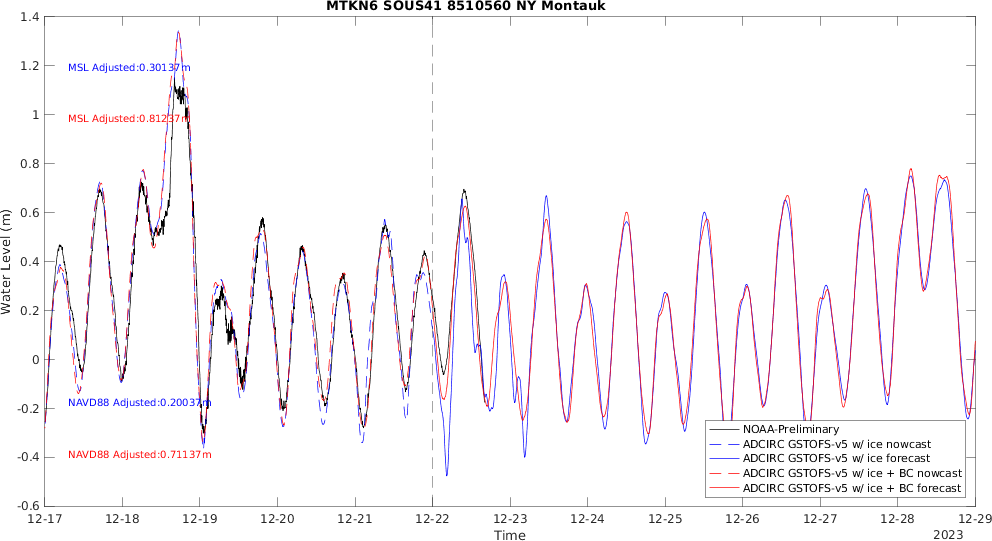 MTKN6 SOUS41 8510560 NY Montauk
1.4
1.2
1
0.8
0.6
0.4
0.2
0
-0.2
-0.4
-0.6
Water Level (m)
MSL Adjusted:0.30137m
MSL Adjusted:0.81237m
NAVD88 Adjusted:0.20037m
NAVD88 Adjusted:0.71137m
NOAA-Preliminary
ADCIRC GSTOFS-v5 w/ ice nowcast
ADCIRC GSTOFS-v5 w/ ice forecast
ADCIRC GSTOFS-v5 w/ ice + BC nowcast
ADCIRC GSTOFS-v5 w/ ice + BC forecast
12-17 12-18 12-19 12-20 12-21 12-22 12-23 12-24 12-25 12-26 12-27 12-28 12-29
Time
2023